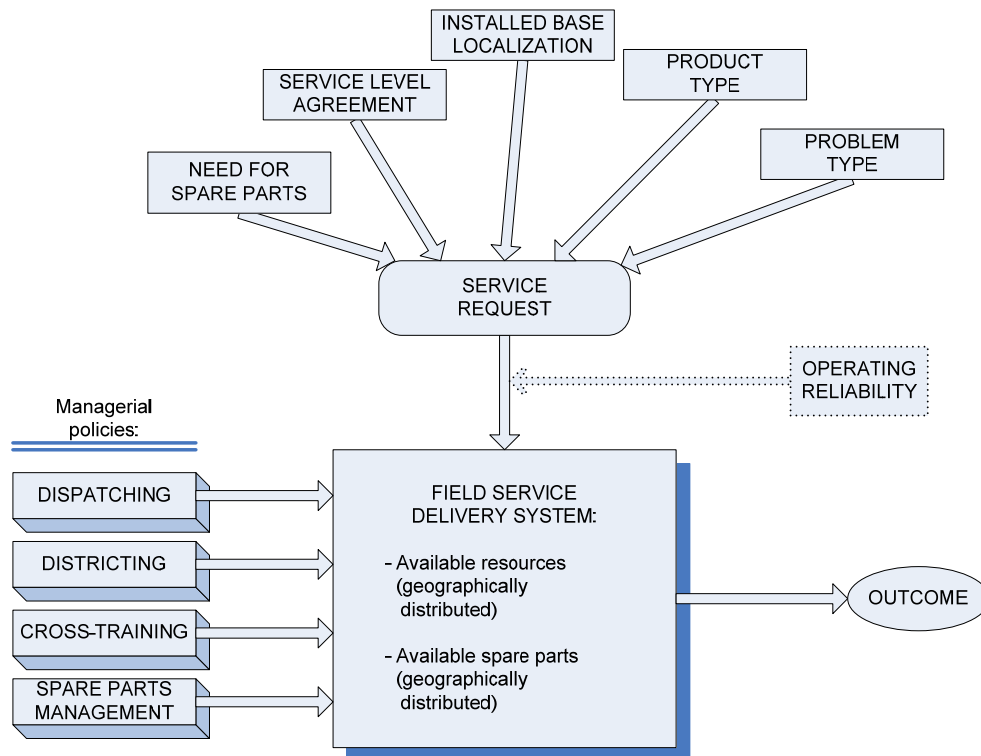 INSTALLED BASE
LOCALIZATION
PRODUCT
TYPE
SERVICE LEVEL
AGREEMENT
PROBLEM
TYPE
NEED FOR
SPARE PARTS
SERVICE
REQUEST
OPERATING
RELIABILITY
Managerial
policies:
DISPATCHING
DISTRICTING
CROSS-TRAINING
SPARE PARTS
MANAGEMENT
FIELD SERVICE
DELIVERY SYSTEM:
- Available resources
(geographically
distributed)
- Available spare parts
(geographically
distributed)
OUTCOME